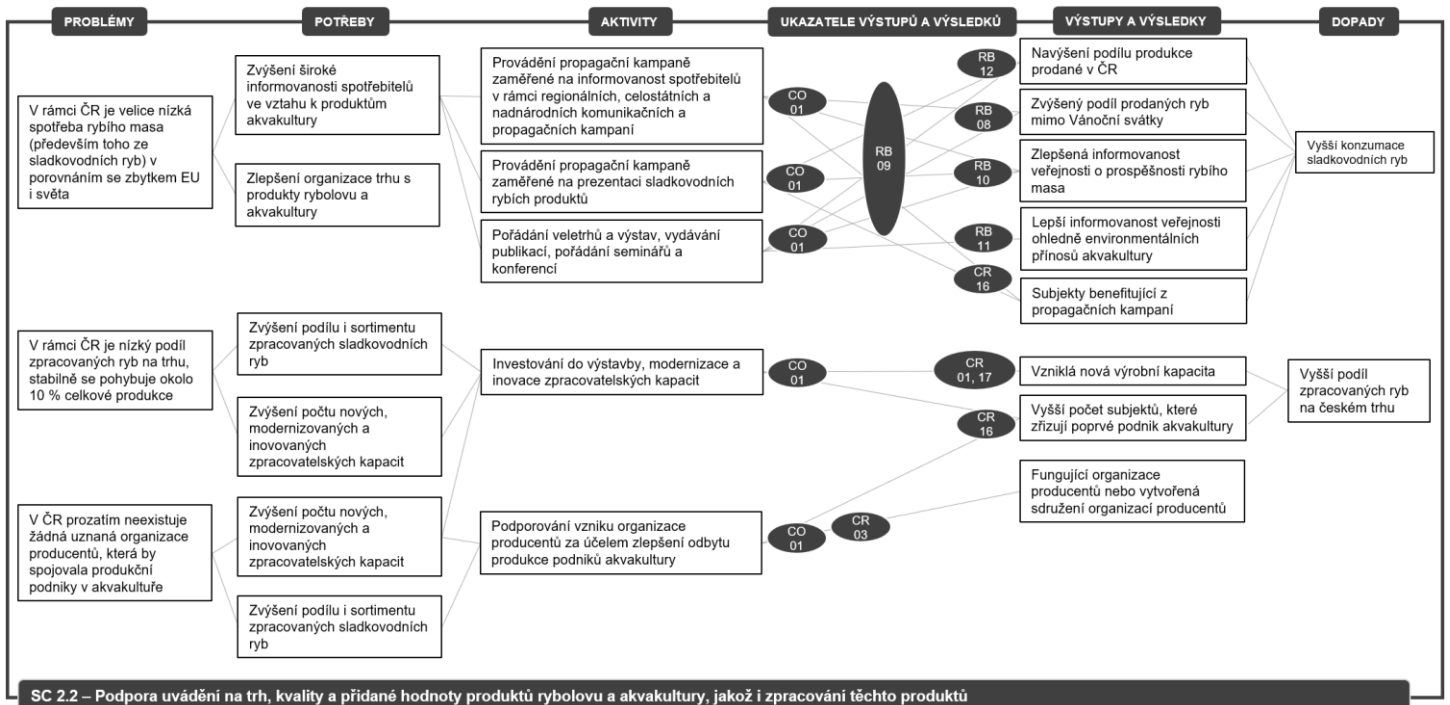 PROBLÉMY
POTŘEBY
AKTIVITY
UKAZATELE VÝSTUPŮ A VÝSLEDKŮ
VÝSTUPY A VÝSLEDKY
DOPADY
V rámci ČR je velice nízká
spotřeba rybího masa
(především toho ze
sladkovodních ryb) v
porovnáním se zbytkem EU
i světa
Zvýšení široké
informovanosti spotřebitelů
ve vztahu k produktům
akvakultury
Zlepšení organizace trhu s
produkty rybolovu a
akvakultury
Provádění propagační kampaně
zaměřené na informovanost spotřebitelů
v rámci regionálních, celostátních a
nadnárodních komunikačních a
propagačních kampaní
Provádění propagační kampaně
zaměřené na prezentaci sladkovodních
rybích produktů
Pořádání veletrhů a výstav, vydávání
publikací, pořádání seminářů a
konferencí
CO
01
CO
01
CO
01
RB
09
RB
12
RB
08
RB
10
RB
11
CR
16
Navýšení podílu produkce
prodané v ČR
Zvýšený podíl prodaných ryb
mimo Vánoční svátky
Zlepšená informovanost
veřejnosti o prospěšnosti rybího
masa
Lepší informovanost veřejnosti
ohledně environmentálních
přínosů akvakultury
Subjekty benefitující z
propagačních kampaní
Vyšší konzumace
sladkovodních ryb
V rámci ČR je nízký podíl
zpracovaných ryb na trhu,
stabilně se pohybuje okolo
10 % celkové produkce
Zvýšení podílu i sortimentu
zpracovaných sladkovodních
ryb
Zvýšení počtu nových,
modernizovaných a
inovovaných
zpracovatelských kapacit
Investování do výstavby, modernizace a
inovace zpracovatelských kapacit
CO
01
CR
01, 17
CR
16
Vzniklá nová výrobní kapacita
Vyšší počet subjektů, které
zřizují poprvé podnik akvakultury
Vyšší podíl
zpracovaných ryb
na českém trhu
V ČR prozatím neexistuje
žádná uznaná organizace
producentů, která by
spojovala produkční
podniky v akvakultuře
Zvýšení počtu nových,
modernizovaných a
inovovaných
zpracovatelských kapacit
Zvýšení podílu i sortimentu
zpracovaných sladkovodních
ryb
Podporování vzniku organizace
producentů za účelem zlepšení odbytu
produkce podniků akvakultury
CO
01
CR
03
Fungující organizace
producentů nebo vytvořená
sdružení organizací producentů
SC 2.2 – Podpora uvádění na trh, kvality a přidané hodnoty produktů rybolovu a akvakultury, jakož i zpracování těchto produktů